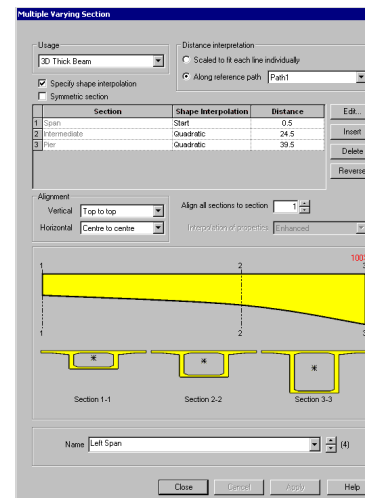 Multiple Varying Section
Usage
3D Thick Beam
Specify shape interpolation
Symmetric section
Distance interpretation
Scaled to fit each line individually
Along reference path Path1
Section Shape Interpolation Distance
1 Span Start 0.5
2 Intermediate Quadratic 24.5
3 Pier Quadratic 39.5
Edit...
Insert
Delete
Reverse
Alignment
Vertical Top to top
Horizontal Centre to centre
Align all sections to section 1
Interpolation of properties Enhanced
100
1 2 3
1 2 3
Section 1-1 Section 2-2 Section 3-3
Name Left Span (4)
Close Cancel Apply Help